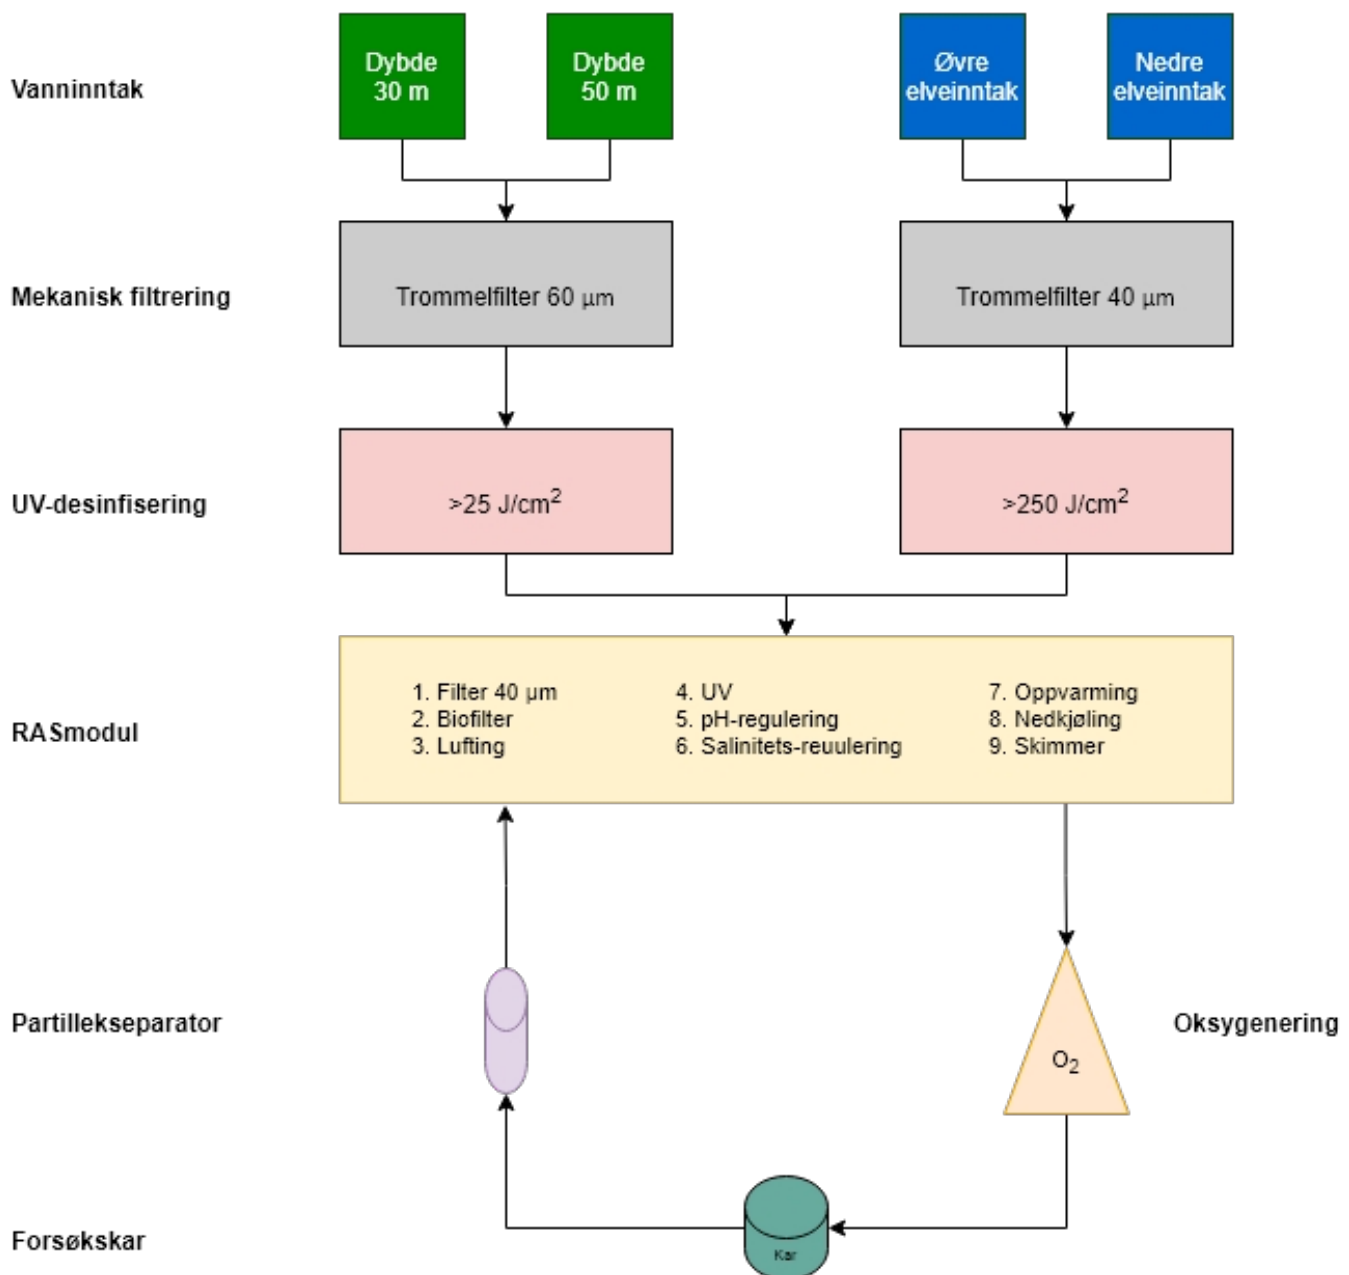 Vanninntak
Dybde
30 m
Dybde
50 m
Øvre
elveinntak
Nedre
elveinntak
Mekanisk filtrering
Trommelfilter 60 µm
Trommelfilter 40 µm
UV-desinfisering
>25 J/cm²
>250 J/cm²
RASmodul
1. Filter 40 µm
2. Biofilter
3. Lufting
4. UV
5. pH-regulering
6. Salinitets-reuulering
7. Oppvarming
8. Nedkjøling
9. Skimmer
Partillekseparator
O₂
Oksygenering
Forsøkskar
Kar